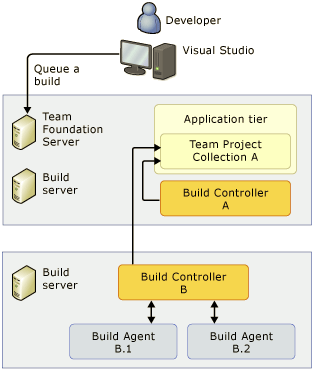 Developer
Visual Studio
Queue a
build
Team
Foundation
Server
Application tier
Team Project
Collection A
Build
server
Build Controller
A
Build
server
Build Controller
B
Build Agent
B.1
Build Agent
B.2